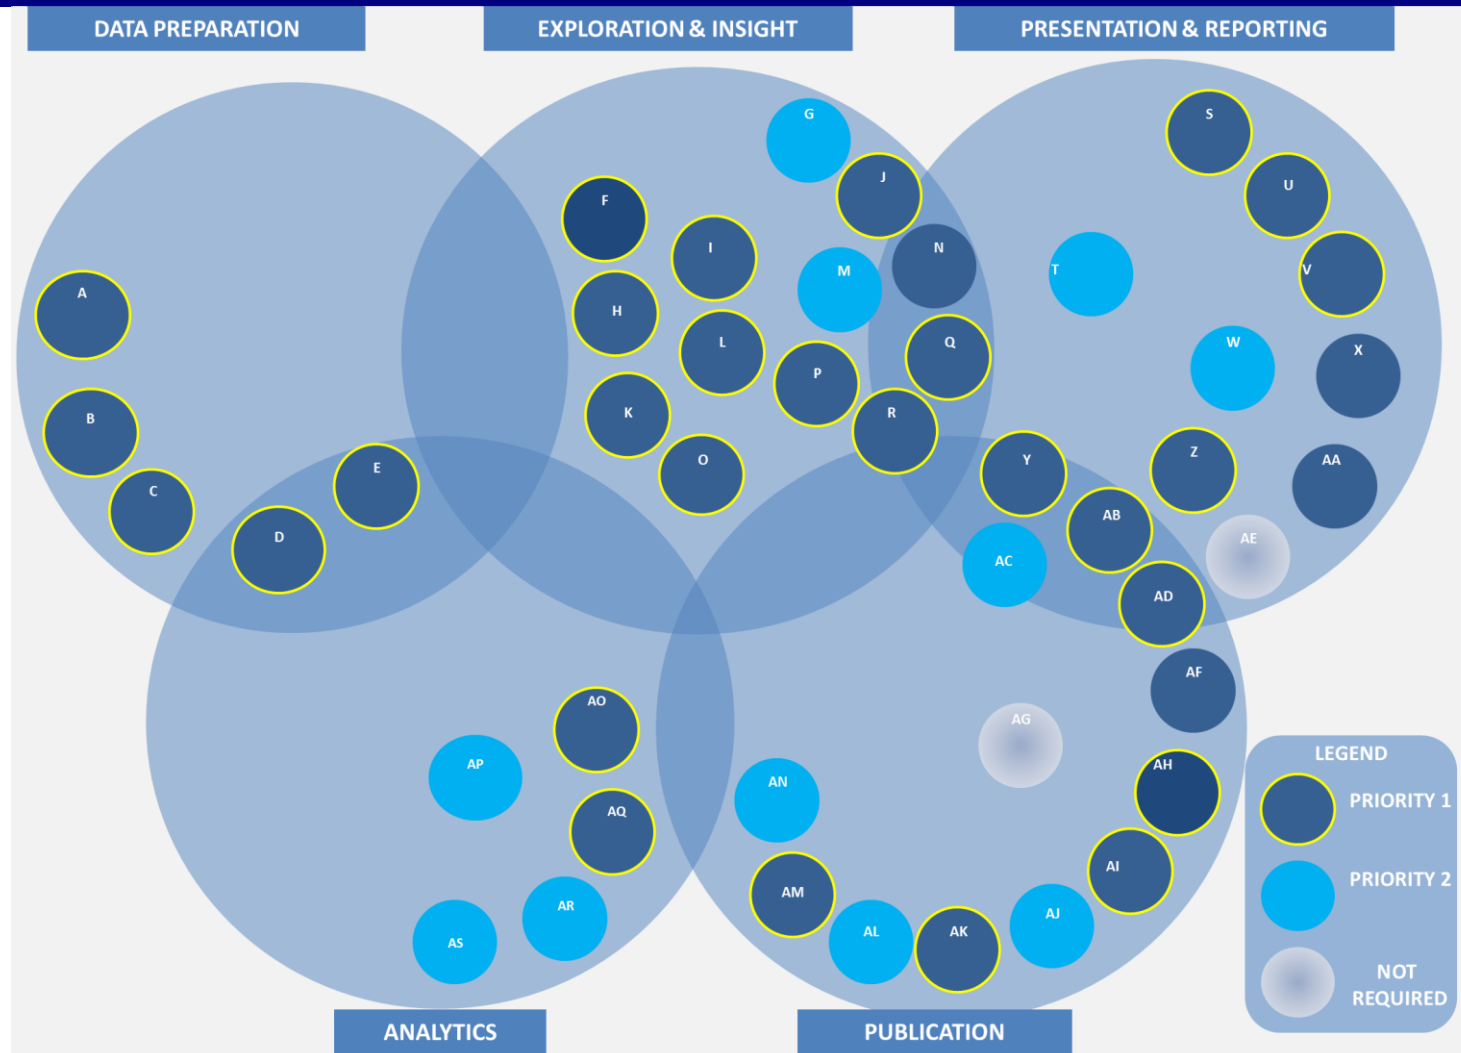 DATA PREPARATION
EXPLORATION & INSIGHT
PRESENTATION & REPORTING
G
S
J
U
F
I
N
M
T
V
A
H
L
Q
W
X
P
B
K
R
E
O
Y
Z
AA
C
D
AB
AE
AC
AD
AF
AO
AG
AP
AN
AH
AQ
AI
AM
AR
AS
AL
AK
AJ
LEGEND
PRIORITY 1
PRIORITY 2
NOT
REQUIRED
ANALYTICS
PUBLICATION